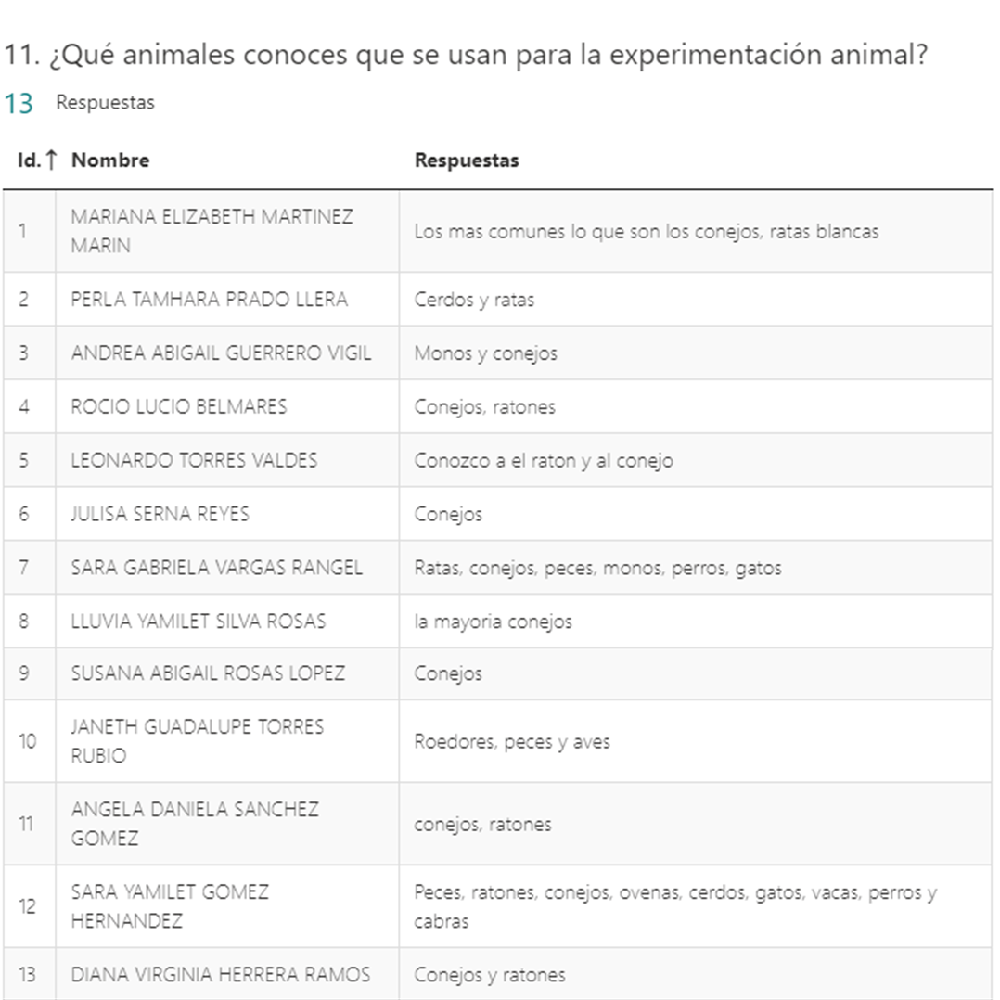 11. ¿Qué animales conoces que se usan para la experimentación animal?
13 Respuestas
Id.↑ Nombre Respuestas
1 MARIANA ELIZABETH MARTINEZ MARIN Los mas comunes lo que son los conejos, ratas blancas
2 PERLA TAMHARA PRADO LLERA Cerdos y ratas
3 ANDREA ABIGAIL GUERRERO VIGIL Monos y conejos
4 ROCIO LUCIO BELMARES Conejos, ratones
5 LEONARDO TORRES VALDES Conozco a el raton y al conejo
6 JULISA SERNA REYES Conejos
7 SARA GABRIELA VARGAS RANGEL Ratas, conejos, peces, monos, perros, gatos
8 LLUVIA YAMILET SILVA ROSAS la mayoria conejos
9 SUSANA ABIGAIL ROSAS LOPEZ Conejos
10 JANETH GUADALUPE TORRES RUBIO Roedores, peces y aves
11 ANGELA DANIELA SANCHEZ GOMEZ conejos, ratones
12 SARA YAMILET GOMEZ HERNANDEZ Peces, ratones, conejos, ovenas, cerdos, gatos, vacas, perros y cabras
13 DIANA VIRGINIA HERRERA RAMOS Conejos y ratones